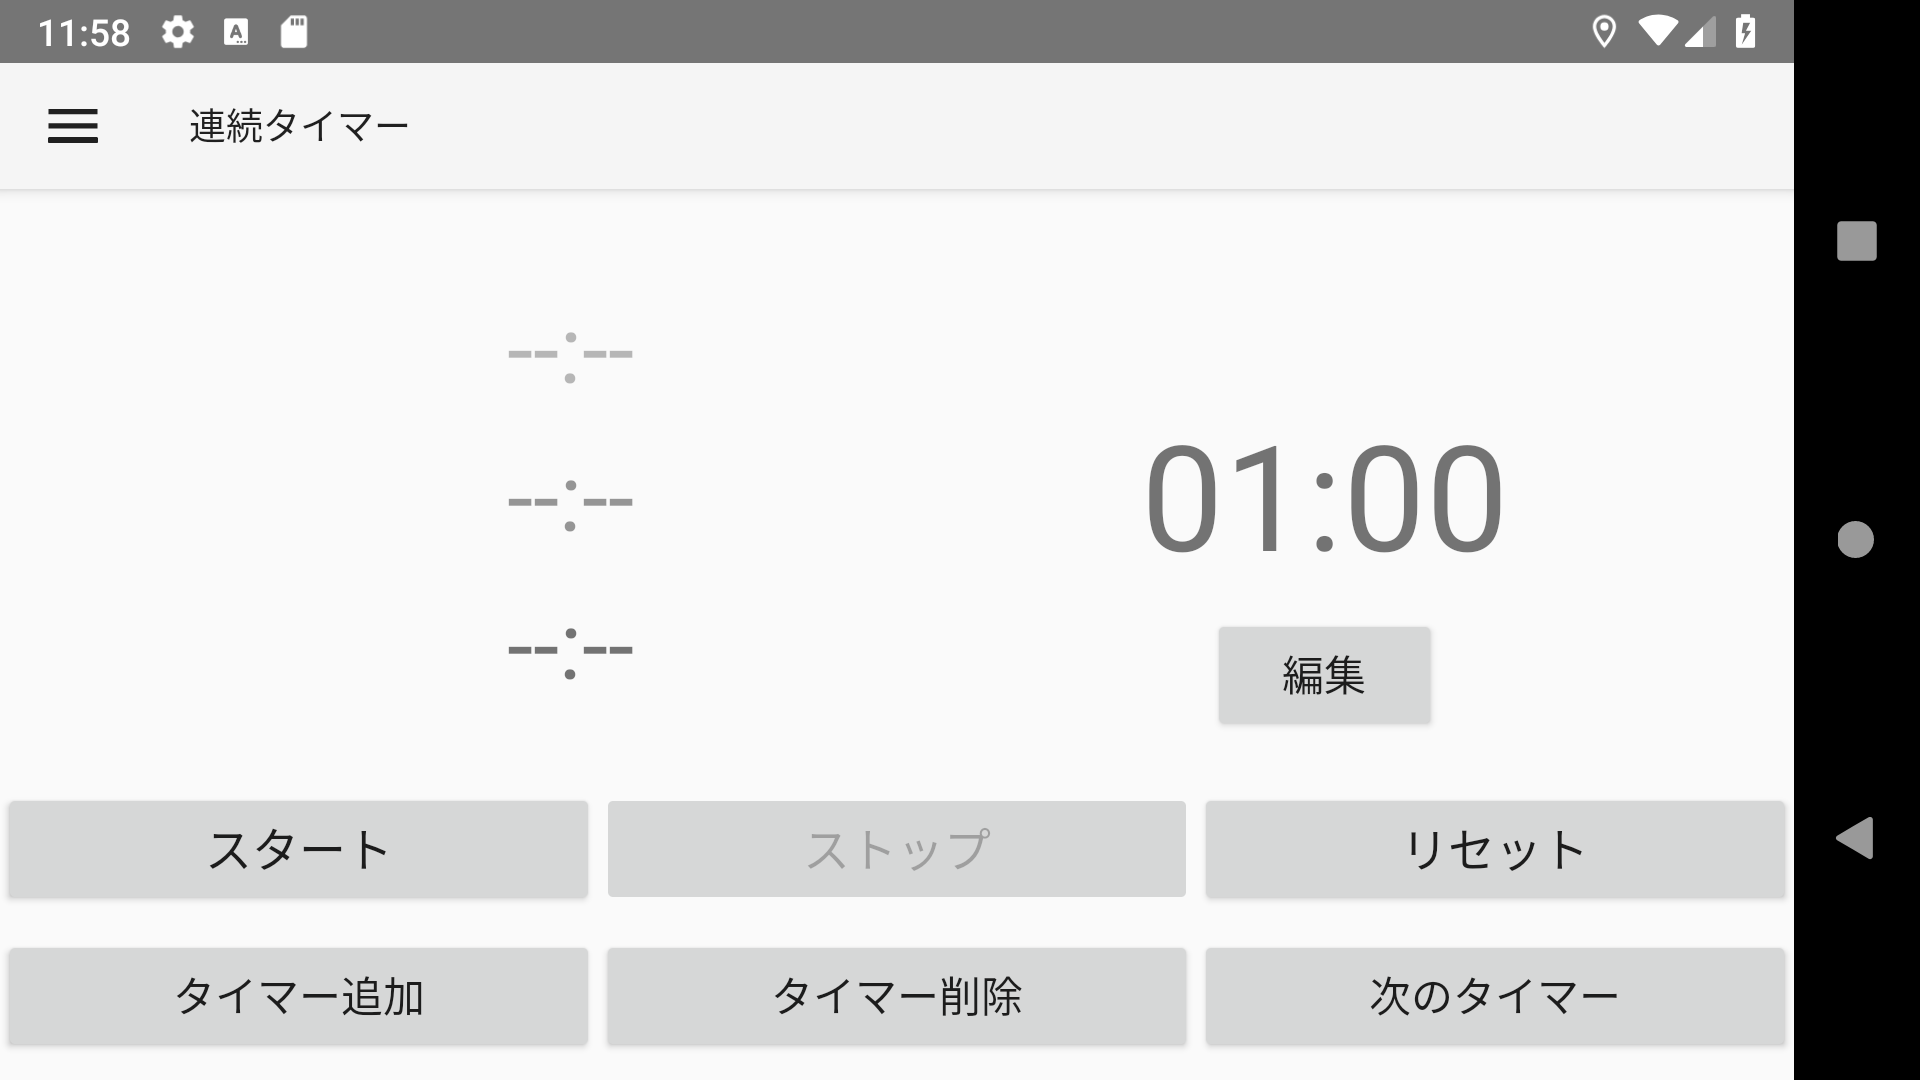 11:58
連続タイマー
--:--
--:--
01:00
--:--
編集
スタート
ストップ
リセット
タイマー追加
タイマー削除
次のタイマー